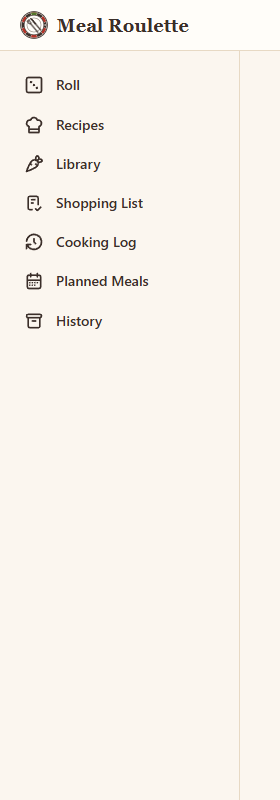 Meal Roulette
Roll
Recipes
Library
Shopping List
Cooking Log
Planned Meals
History